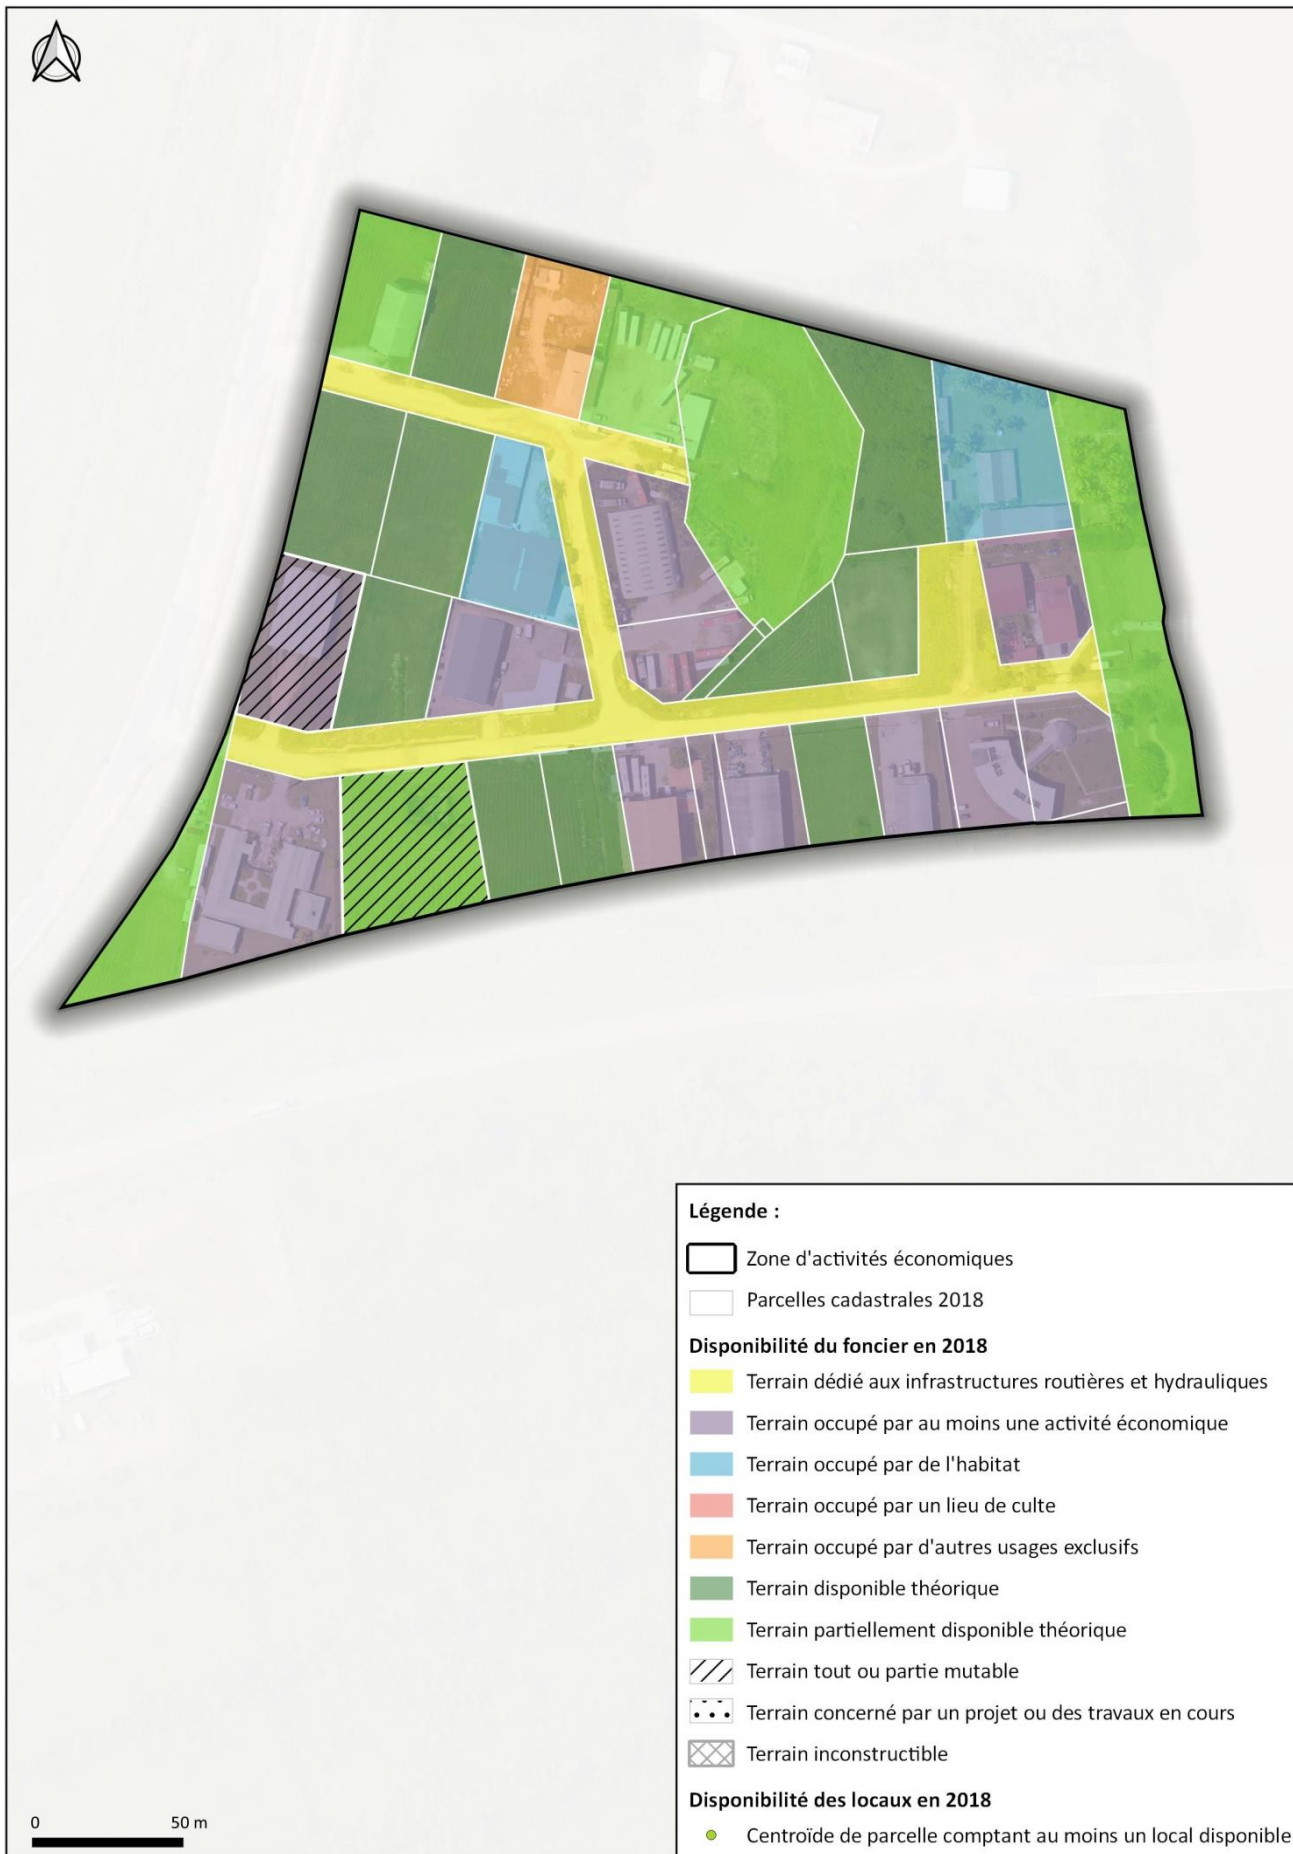 Légende :
Zone d'activités économiques
Parcelles cadastrales 2018
Disponibilité du foncier en 2018
Terrain dédié aux infrastructures routières et hydrauliques
Terrain occupé par au moins une activité économique
Terrain occupé par de l'habitat
Terrain occupé par un lieu de culte
Terrain occupé par d'autres usages exclusifs
Terrain disponible théorique
Terrain partiellement disponible théorique
Terrain tout ou partie mutable
Terrain concerné par un projet ou des travaux en cours
Terrain inconstructible
Disponibilité des locaux en 2018
Centroïde de parcelle comptant au moins un local disponible
0 50 m